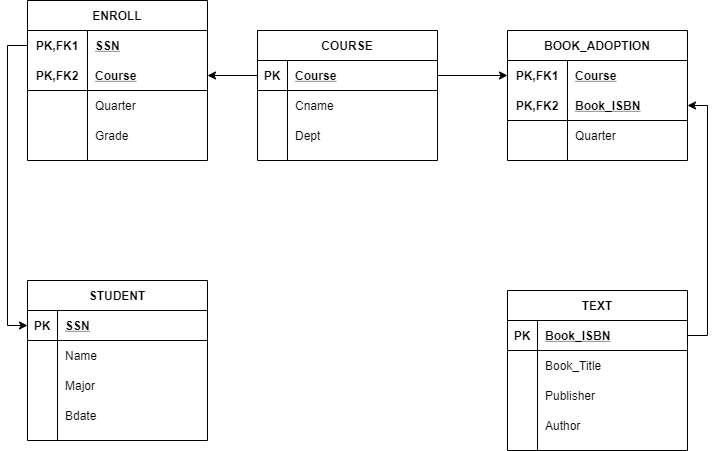 ENROLL
PK,FK1 SSN
PK,FK2 Course
Quarter
Grade
COURSE
PK Course
Cname
Dept
BOOK_ADOPTION
PK,FK1 Course
PK,FK2 Book_ISBN
Quarter
STUDENT
PK SSN
Name
Major
Bdate
TEXT
PK Book_ISBN
Book_Title
Publisher
Author